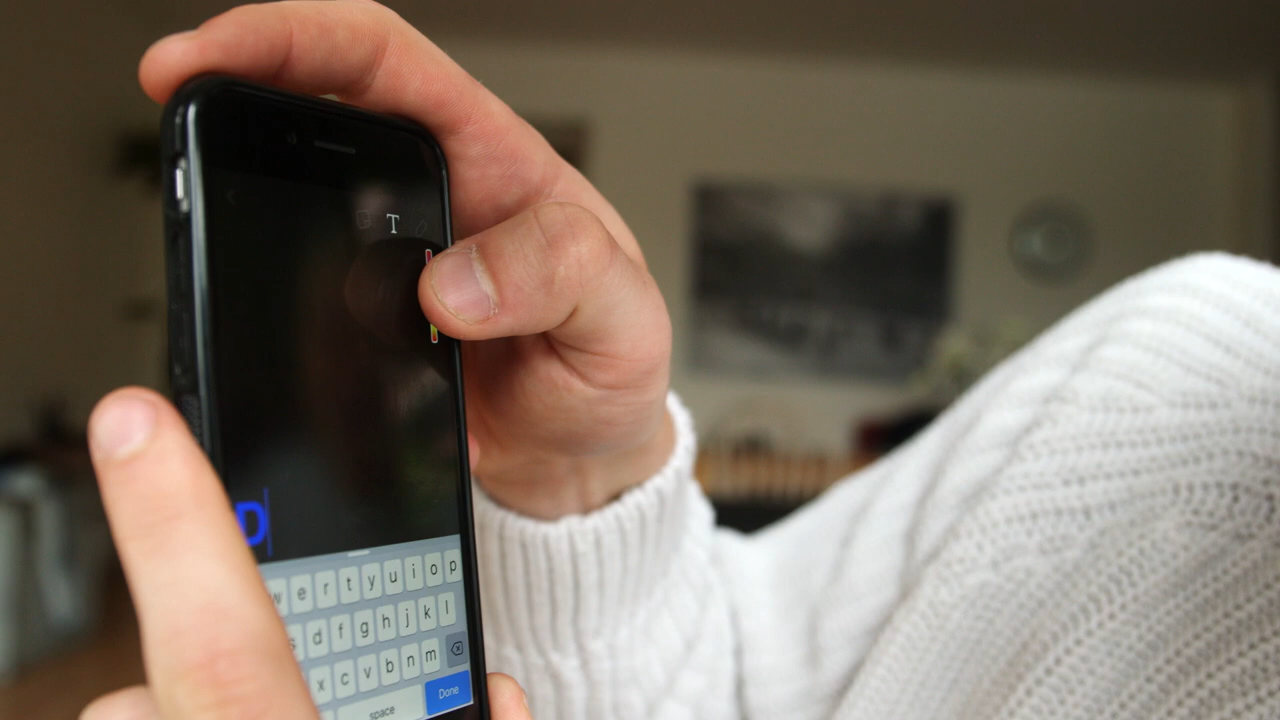 T
D
w e r t y u i o p
s d f g h j k l
x c v b n m
space Done